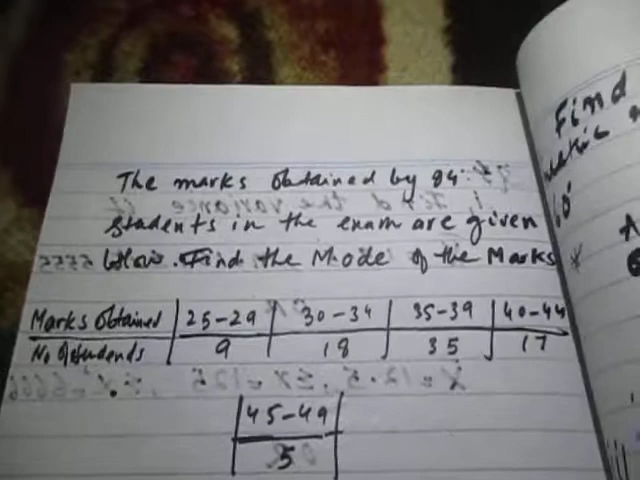 The marks obtained by 84
students in the exam are given
below. Find the Mode of the Marks
Marks Obtained 25-29 30-34 35-39 40-44
No of students 9 18 35 17
45-49
5
Find